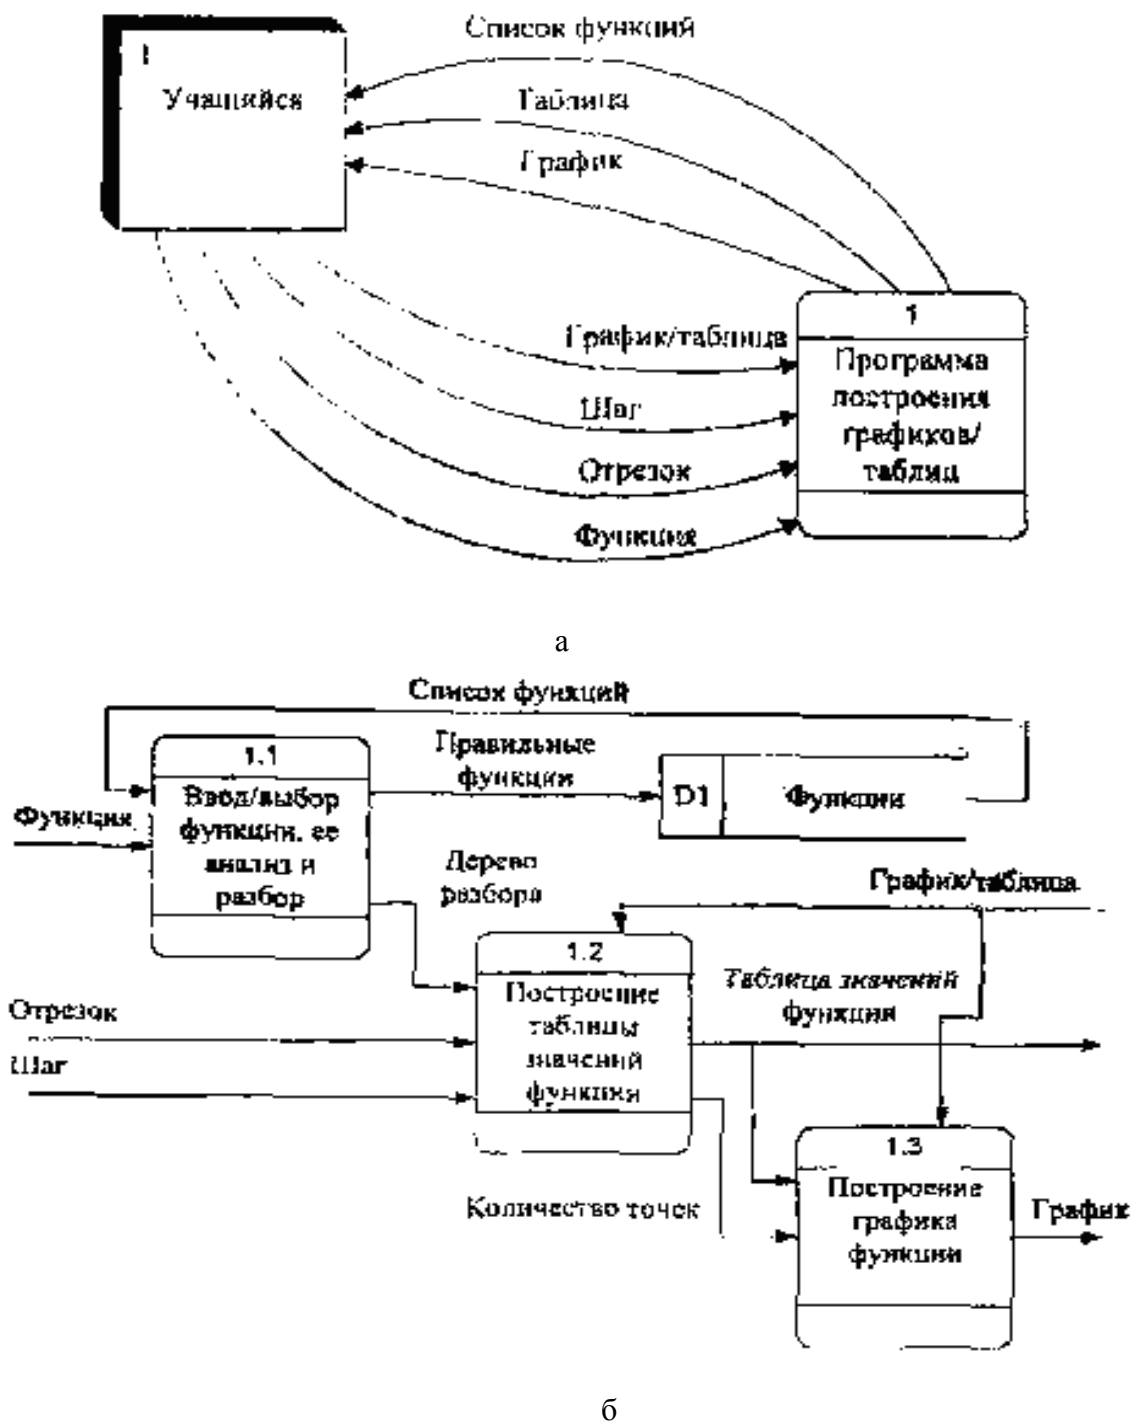 Список функций
1
Учащийся
Таблица
График
1
График/таблица
Программа
построения
графиков/
таблиц
Шаг
Отрезок
Функция
а
Список функций
1.1
Правильные
функции
Ввод/выбор
функции, ее
анализ и
разбор
D1
Функции
Функция
Дерево
разбора
График/таблица
1.2
Построение
таблицы
значений
функции
Таблица значений
функции
Отрезок
Шаг
1.3
Построение
графика
функции
Количество точек
График
б